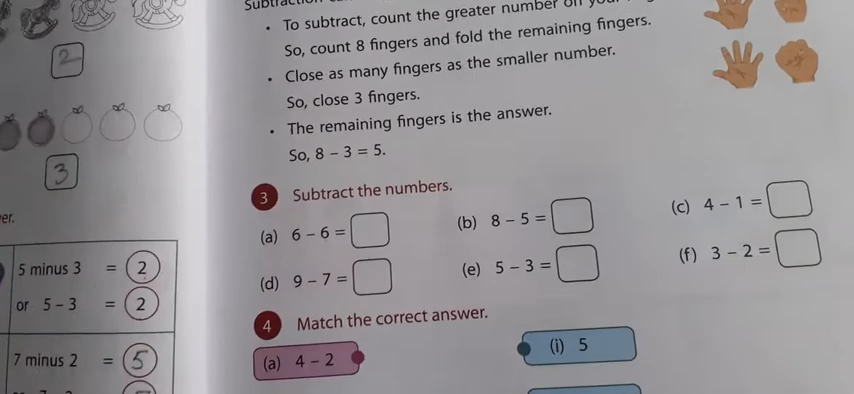 2
3
er.
5 minus 3 = 2
or 5 – 3 = 2
7 minus 2 = 5
To subtract, count the greater number on
So, count 8 fingers and fold the remaining fingers.
Close as many fingers as the smaller number.
So, close 3 fingers.
The remaining fingers is the answer.
So, 8 – 3 = 5.
3 Subtract the numbers.
(a) 6 – 6 = (b) 8 – 5 = (c) 4 – 1 =
(d) 9 – 7 = (e) 5 – 3 = (f) 3 – 2 =
4 Match the correct answer.
(a) 4 – 2 (i) 5